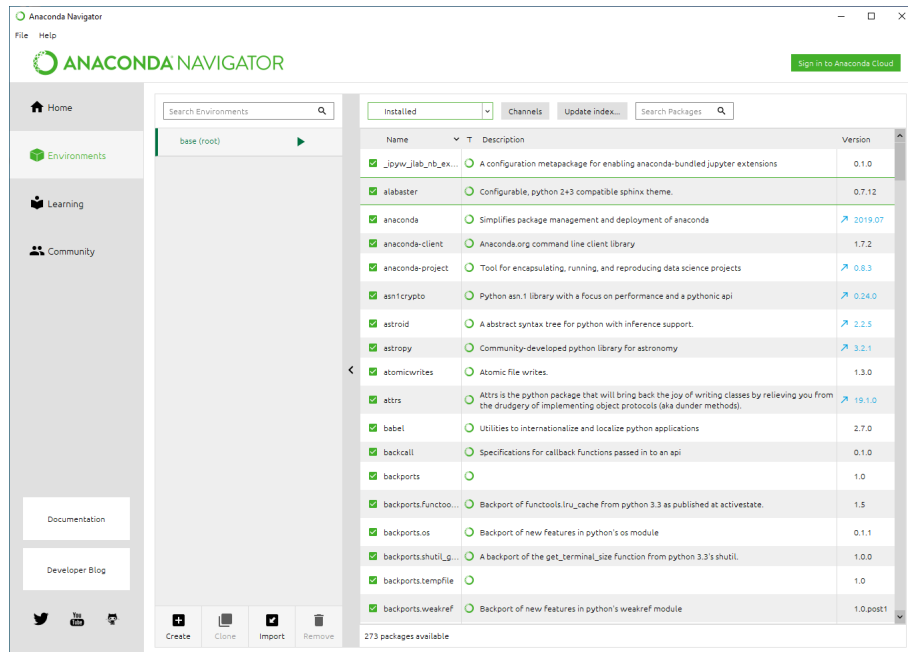 Anaconda Navigator
File Help
ANACONDA NAVIGATOR
Sign in to Anaconda Cloud
Home
Environments
Learning
Community
Documentation
Developer Blog
You
Tube
Search Environments
base (root)
Create Clone Import Remove
Installed Channels Update index... Search Packages
Name T Description Version
_ipyw_jlab_nb_ex... A configuration metapackage for enabling anaconda-bundled jupyter extensions 0.1.0
alabaster Configurable, python 2+3 compatible sphinx theme. 0.7.12
anaconda Simplifies package management and deployment of anaconda 2019.07
anaconda-client Anaconda.org command line client library 1.7.2
anaconda-project Tool for encapsulating, running, and reproducing data science projects 0.8.3
asn1crypto Python asn.1 library with a focus on performance and a pythonic api 0.24.0
astroid A abstract syntax tree for python with inference support. 2.2.5
astropy Community-developed python library for astronomy 3.2.1
atomicwrites Atomic file writes. 1.3.0
attrs Attrs is the python package that will bring back the joy of writing classes by relieving you from
the drudgery of implementing object protocols (aka dunder methods). 19.1.0
babel Utilities to internationalize and localize python applications 2.7.0
backcall Specifications for callback functions passed in to an api 0.1.0
backports 1.0
backports.functoo... Backport of functools.lru_cache from python 3.3 as published at activestate. 1.5
backports.os Backport of new features in python's os module 0.1.1
backports.shutil_g... A backport of the get_terminal_size function from python 3.3's shutil. 1.0.0
backports.tempfile 1.0
backports.weakref Backport of new features in python's weakref module 1.0.post1
273 packages available